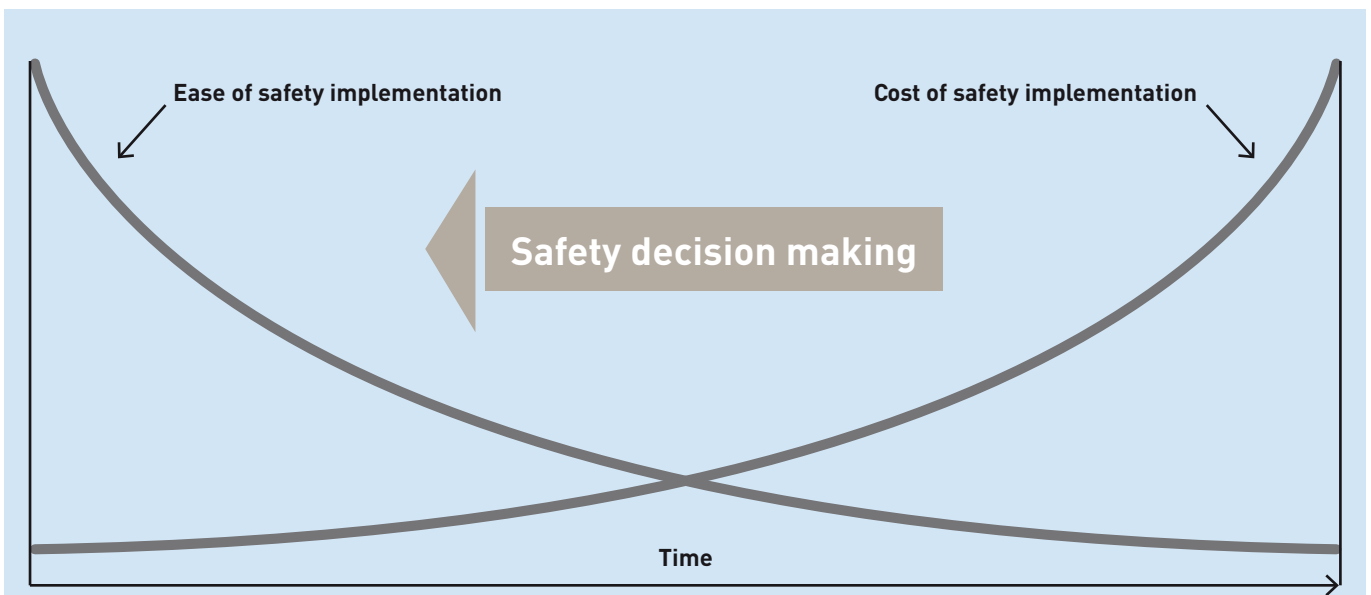 Ease of safety implementation
Cost of safety implementation
Safety decision making
Time